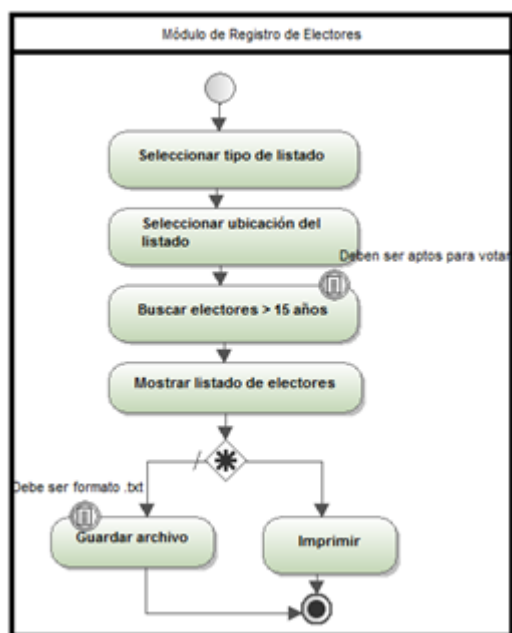 Módulo de Registro de Electores
Seleccionar tipo de listado
Seleccionar ubicación del
listado
Deben ser aptos para votar
Buscar electores > 15 años
Mostrar listado de electores
Debe ser formato .txt
Guardar archivo
Imprimir